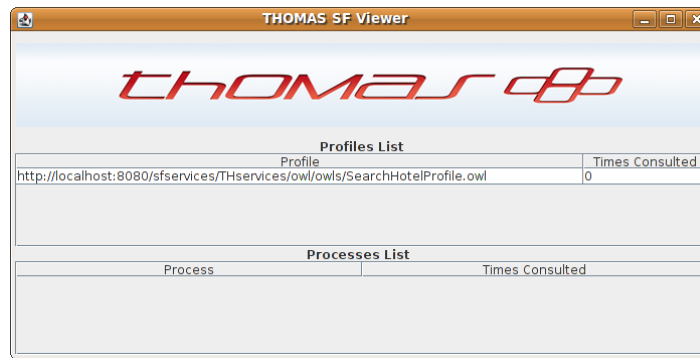 THOMAS SF Viewer
thomas
Profiles List
Profile Times Consulted
http://localhost:8080/sfservices/THservices/owl/owls/SearchHotelProfile.owl 0
Processes List
Process Times Consulted